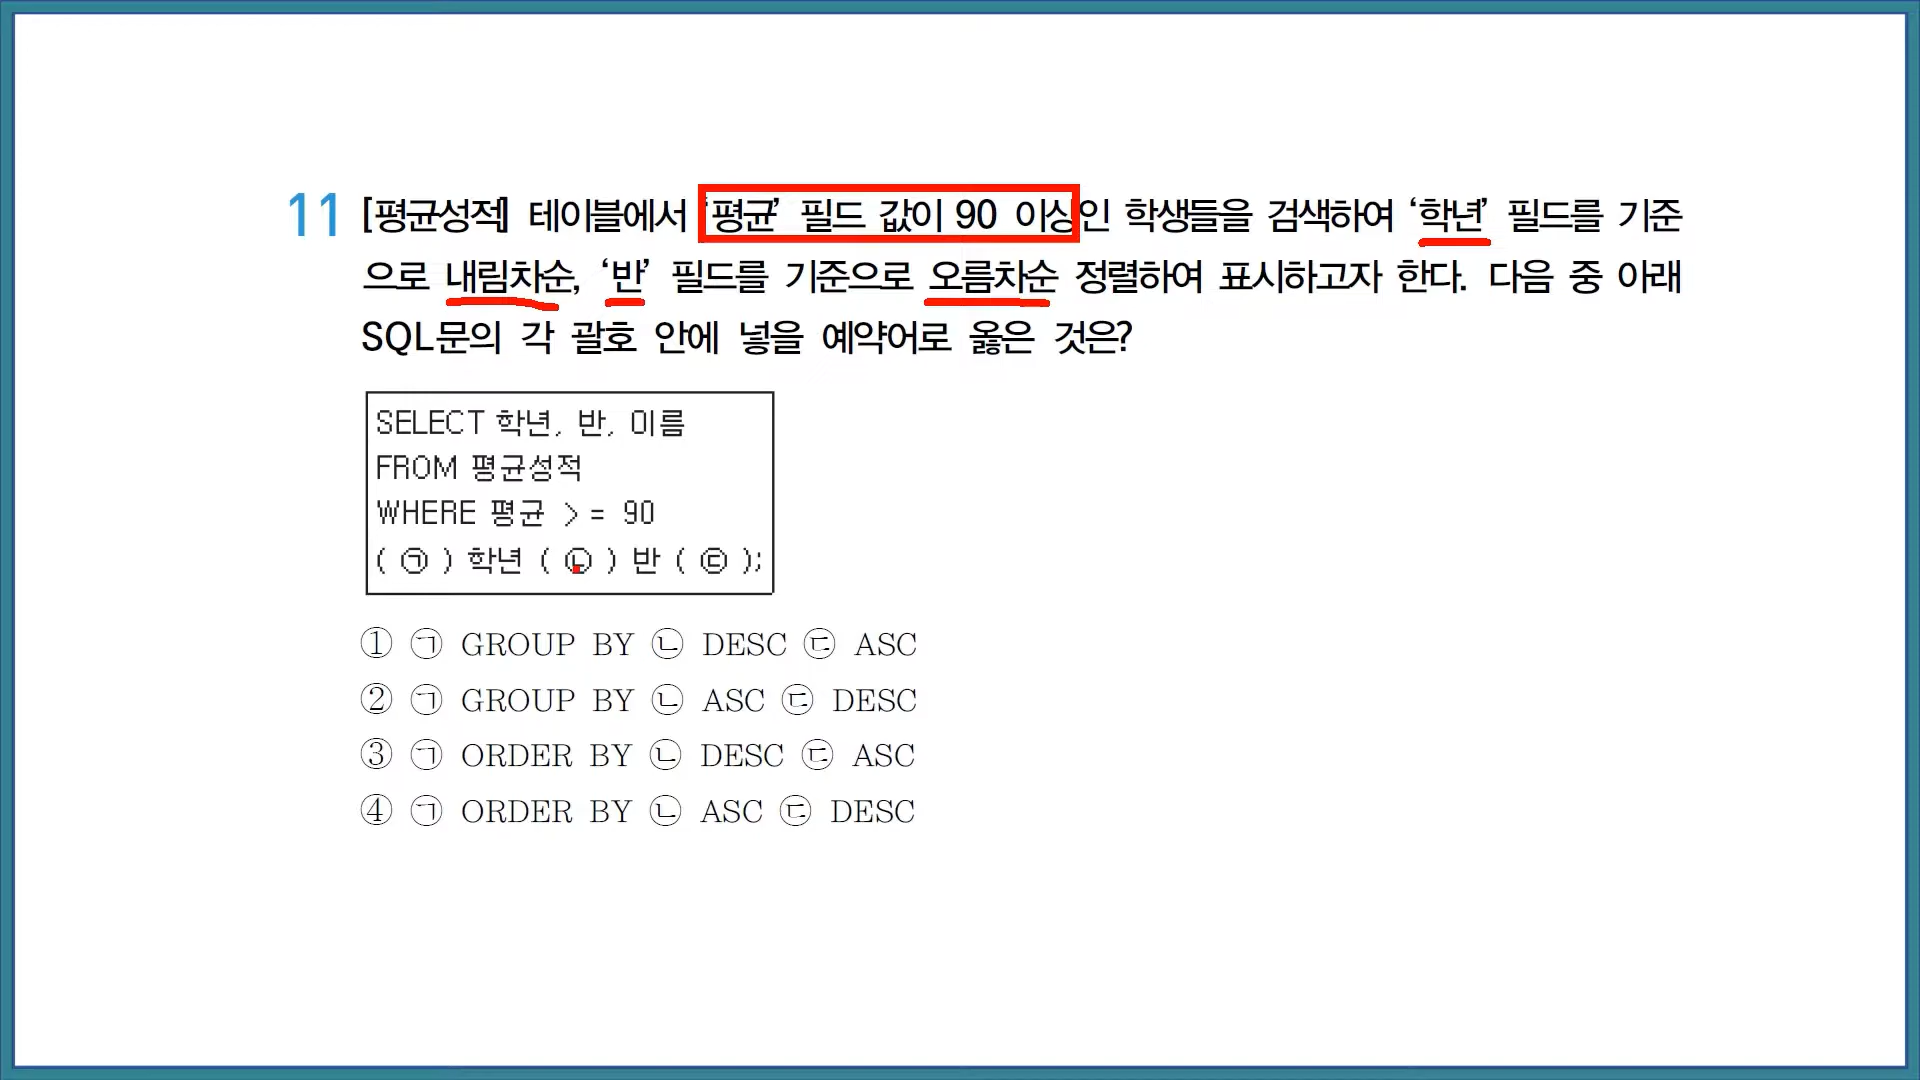 11 [평균성적] 테이블에서 ‘평균’ 필드 값이 90 이상인 학생들을 검색하여 ‘학년’ 필드를 기준
으로 내림차순, ‘반’ 필드를 기준으로 오름차순 정렬하여 표시하고자 한다. 다음 중 아래
SQL문의 각 괄호 안에 넣을 예약어로 옳은 것은?
SELECT 학년, 반, 이름
FROM 평균성적
WHERE 평균 >= 90
( ㉠ ) 학년 ( ㉡ ) 반 ( ㉢ );
① ㉠ GROUP BY ㉡ DESC ㉢ ASC
② ㉠ GROUP BY ㉡ ASC ㉢ DESC
③ ㉠ ORDER BY ㉡ DESC ㉢ ASC
④ ㉠ ORDER BY ㉡ ASC ㉢ DESC